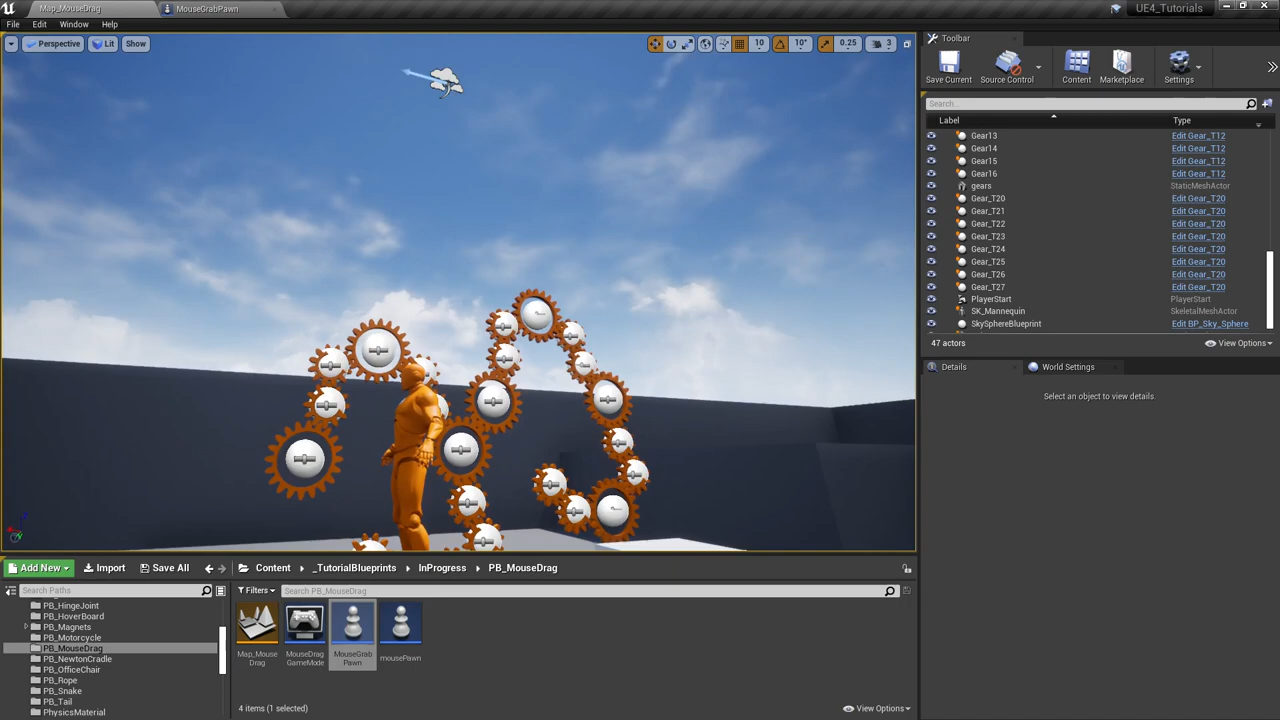 Map_MouseDrag
MouseGrabPawn
UE4_Tutorials
File Edit Window Help
Perspective Lit Show
10 10° 0.25 3
Toolbar
Save Current Source Control Content Marketplace Settings
Search...
Label Type
Gear13 Edit Gear_T12
Gear14 Edit Gear_T12
Gear15 Edit Gear_T12
Gear16 Edit Gear_T12
gears StaticMeshActor
Gear_T20 Edit Gear_T20
Gear_T21 Edit Gear_T20
Gear_T22 Edit Gear_T20
Gear_T23 Edit Gear_T20
Gear_T24 Edit Gear_T20
Gear_T25 Edit Gear_T20
Gear_T26 Edit Gear_T20
Gear_T27 Edit Gear_T20
PlayerStart PlayerStart
SK_Mannequin SkeletalMeshActor
SkySphereBlueprint Edit BP_Sky_Sphere
47 actors View Options
Details World Settings
Select an object to view details.
Add New Import Save All Content _TutorialBlueprints InProgress PB_MouseDrag
Search Paths
Filters Search PB_MouseDrag
PB_HingeJoint
PB_HoverBoard
PB_Magnets
PB_Motorcycle
PB_MouseDrag
PB_NewtonCradle
PB_OfficeChair
PB_Rope
PB_Snake
PB_Tail
PhysicsMaterial
Map_Mouse
Drag
MouseDrag
GameMode
MouseGrab
Pawn
mousePawn
4 items (1 selected) View Options